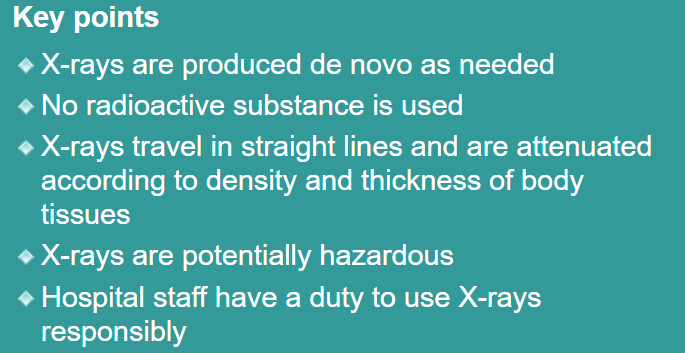 Key points
X-rays are produced de novo as needed
No radioactive substance is used
X-rays travel in straight lines and are attenuated
according to density and thickness of body
tissues
X-rays are potentially hazardous
Hospital staff have a duty to use X-rays
responsibly